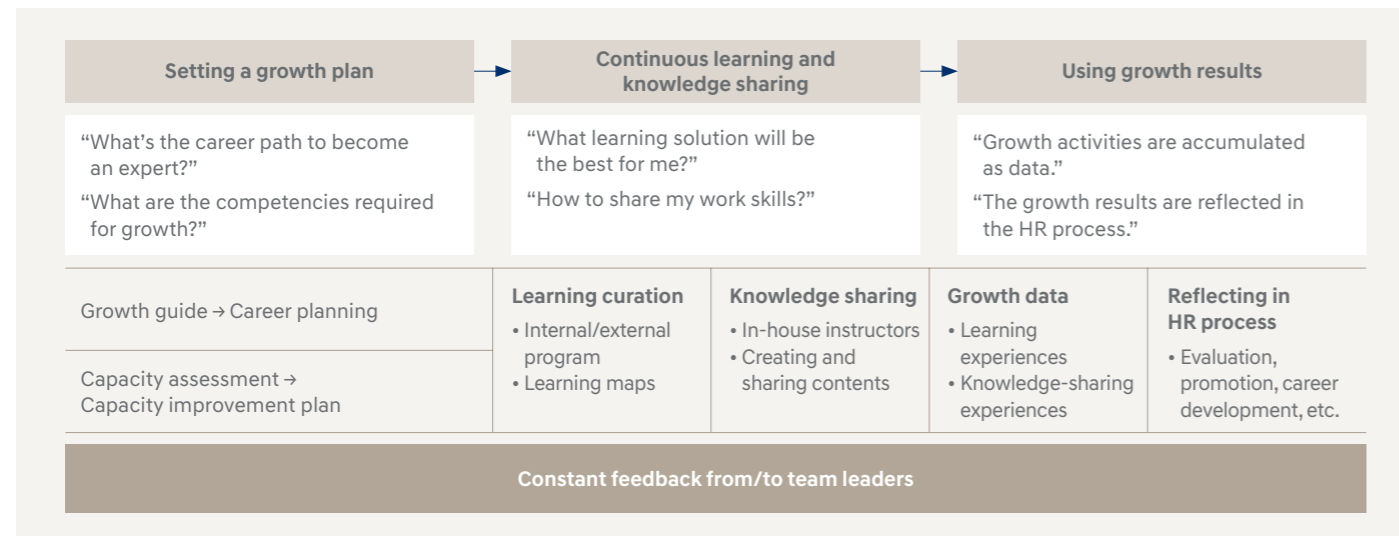 Setting a growth plan
Continuous learning and
knowledge sharing
Using growth results
“What’s the career path to become
an expert?”
“What are the competencies required
for growth?”
“What learning solution will be
the best for me?”
“How to share my work skills?”
“Growth activities are accumulated
as data.”
“The growth results are reflected in
the HR process.”
Growth guide → Career planning
Capacity assessment →
Capacity improvement plan
Learning curation
• Internal/external
program
• Learning maps
Knowledge sharing
• In-house instructors
• Creating and
sharing contents
Growth data
• Learning
experiences
• Knowledge-sharing
experiences
Reflecting in
HR process
• Evaluation,
promotion, career
development, etc.
Constant feedback from/to team leaders